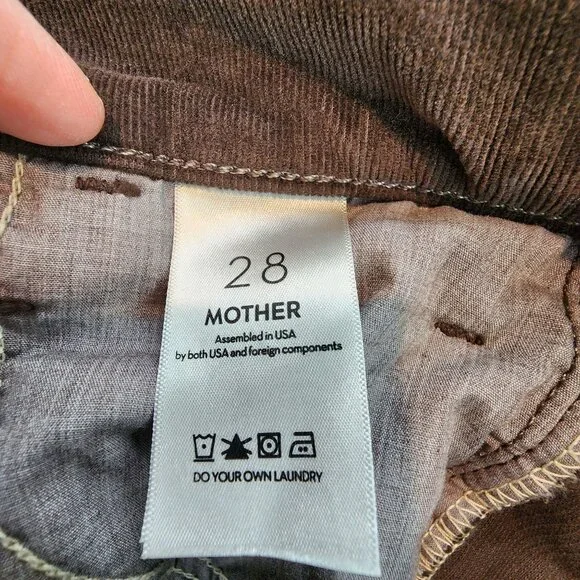 28
MOTHER
Assembled in USA
by both USA and foreign components
DO YOUR OWN LAUNDRY